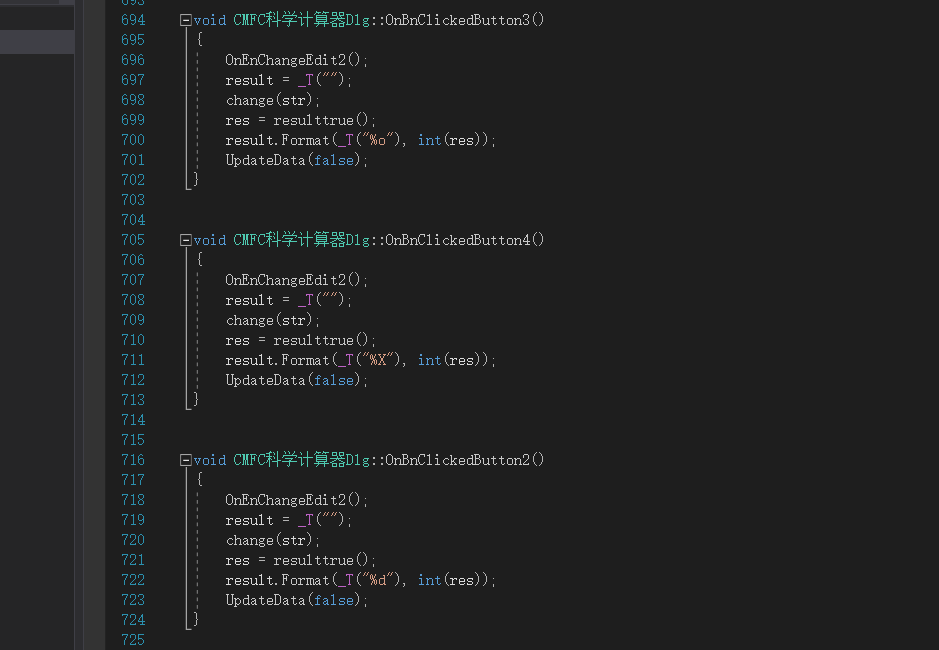 693
694 void CMFC科学计算器Dlg::OnBnClickedButton3()
695 {
696 OnEnChangeEdit2();
697 result = _T("");
698 change(str);
699 res = resulttrue();
700 result.Format(_T("%o"), int(res));
701 UpdateData(false);
702 }
703
704
705 void CMFC科学计算器Dlg::OnBnClickedButton4()
706 {
707 OnEnChangeEdit2();
708 result = _T("");
709 change(str);
710 res = resulttrue();
711 result.Format(_T("%X"), int(res));
712 UpdateData(false);
713 }
714
715
716 void CMFC科学计算器Dlg::OnBnClickedButton2()
717 {
718 OnEnChangeEdit2();
719 result = _T("");
720 change(str);
721 res = resulttrue();
722 result.Format(_T("%d"), int(res));
723 UpdateData(false);
724 }
725